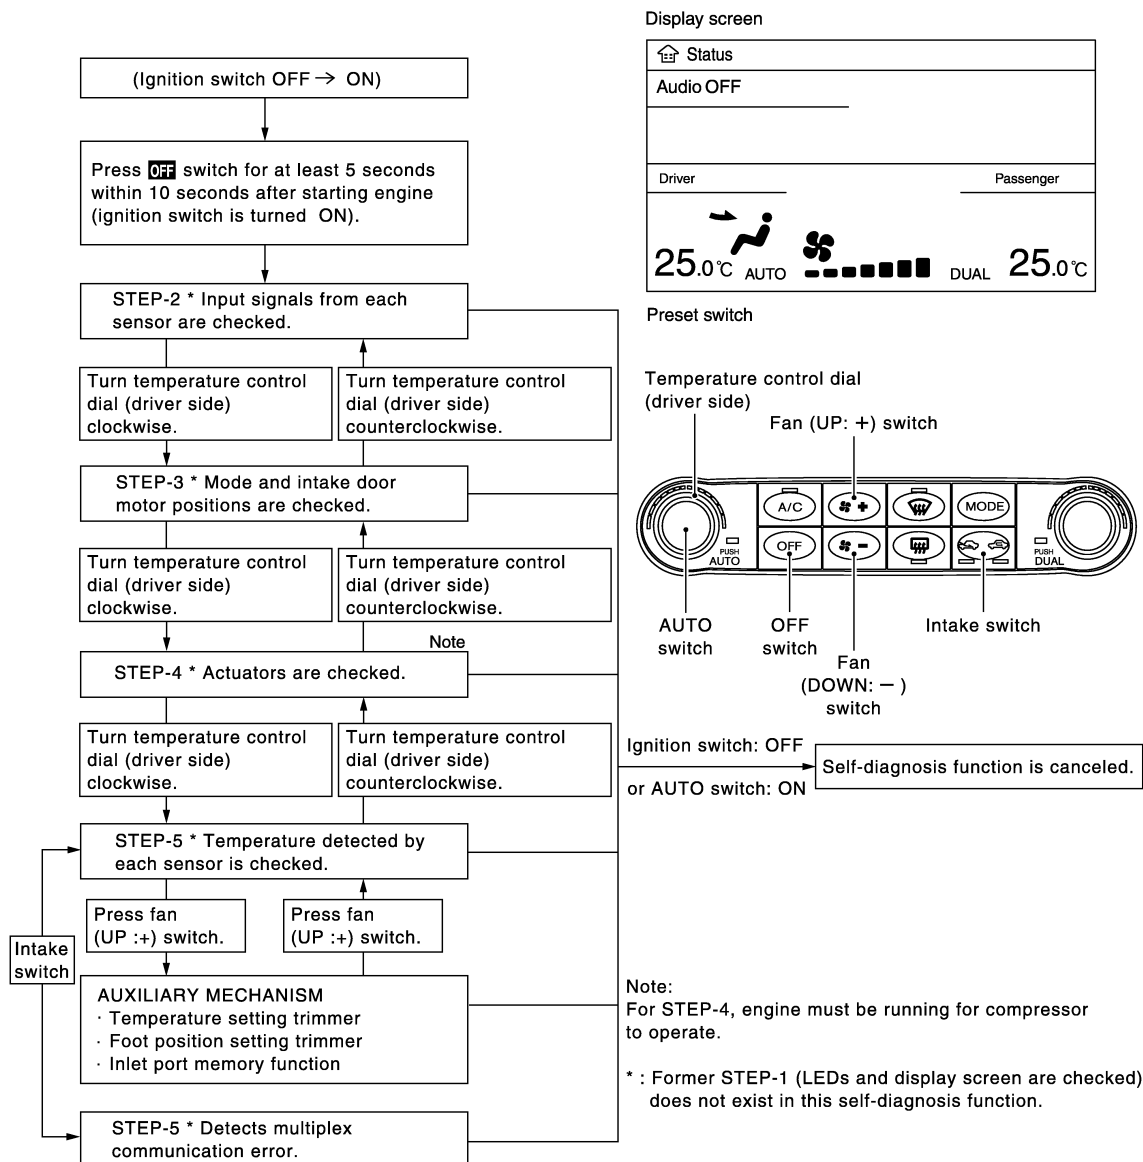 Display screen
Status
Audio OFF
Driver
Passenger
25.0°C
AUTO
DUAL
25.0°C
Preset switch
(Ignition switch OFF → ON)
Press OFF switch for at least 5 seconds
within 10 seconds after starting engine
(ignition switch is turned ON).
STEP-2 * Input signals from each
sensor are checked.
Turn temperature control
dial (driver side)
clockwise.
Turn temperature control
dial (driver side)
counterclockwise.
STEP-3 * Mode and intake door
motor positions are checked.
Turn temperature control
dial (driver side)
clockwise.
Turn temperature control
dial (driver side)
counterclockwise.
Note
STEP-4 * Actuators are checked.
Turn temperature control
dial (driver side)
clockwise.
Turn temperature control
dial (driver side)
counterclockwise.
STEP-5 * Temperature detected by
each sensor is checked.
Press fan
(UP :+) switch.
Press fan
(UP :+) switch.
Intake
switch
AUXILIARY MECHANISM
· Temperature setting trimmer
· Foot position setting trimmer
· Inlet port memory function
STEP-5 * Detects multiplex
communication error.
Temperature control dial
(driver side)
Fan (UP: +) switch
A/C
+
MODE
OFF
−
PUSH
AUTO
PUSH
DUAL
AUTO
switch
OFF
switch
Fan
(DOWN: − )
switch
Intake switch
Ignition switch: OFF
or AUTO switch: ON
Self-diagnosis function is canceled.
Note:
For STEP-4, engine must be running for compressor
to operate.
* : Former STEP-1 (LEDs and display screen are checked)
does not exist in this self-diagnosis function.